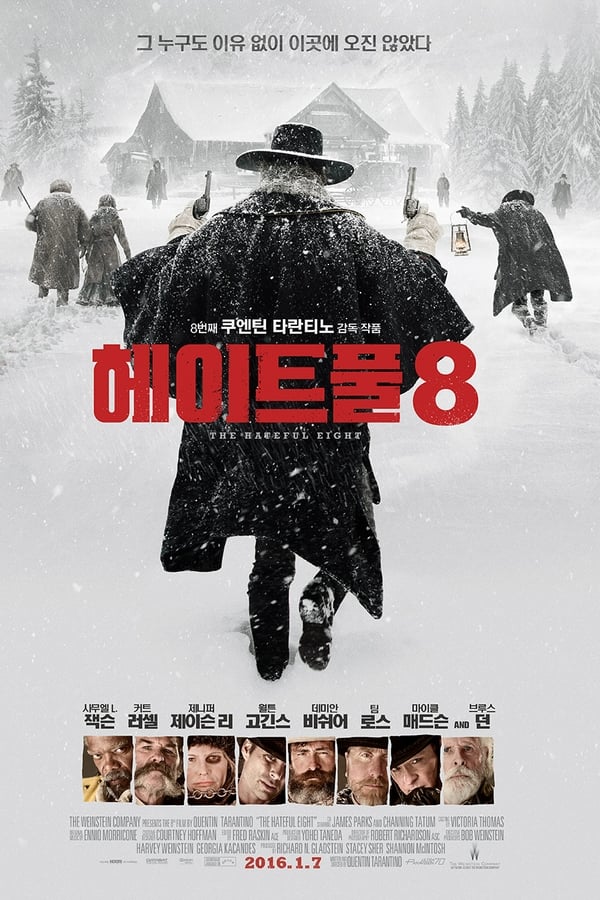 그 누구도 이유 없이 이곳에 오진 않았다
8번째 쿠엔틴 타란티노 감독 작품
헤이트풀 8
THE HATEFUL EIGHT
사무엘 L. 잭슨 커트 러셀 제니퍼 제이슨 리 월튼 고긴스 데미안 비쉬어 팀 로스 마이클 매드슨 AND 브루스 던
THE WEINSTEIN COMPANY PRESENTS THE 8TH FILM BY QUENTIN TARANTINO "THE HATEFUL EIGHT" JAMES PARKS AND CHANNING TATUM VICTORIA THOMAS
ENNIO MORRICONE COURTNEY HOFFMAN FRED RASKIN ACE YOHEI TANEDA ROBERT RICHARDSON ASC BOB WEINSTEIN
HARVEY WEINSTEIN GEORGIA KACANDES RICHARD N. GLADSTEIN STACEY SHER SHANNON McINTOSH
2016.1.7 QUENTIN TARANTINO THE WEINSTEIN COMPANY